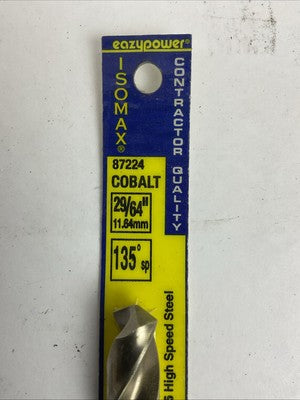 eazypower®
ISOMAX®
CONTRACTOR QUALITY
87224
COBALT
29/64"
11.64mm
135° sp
High Speed Steel